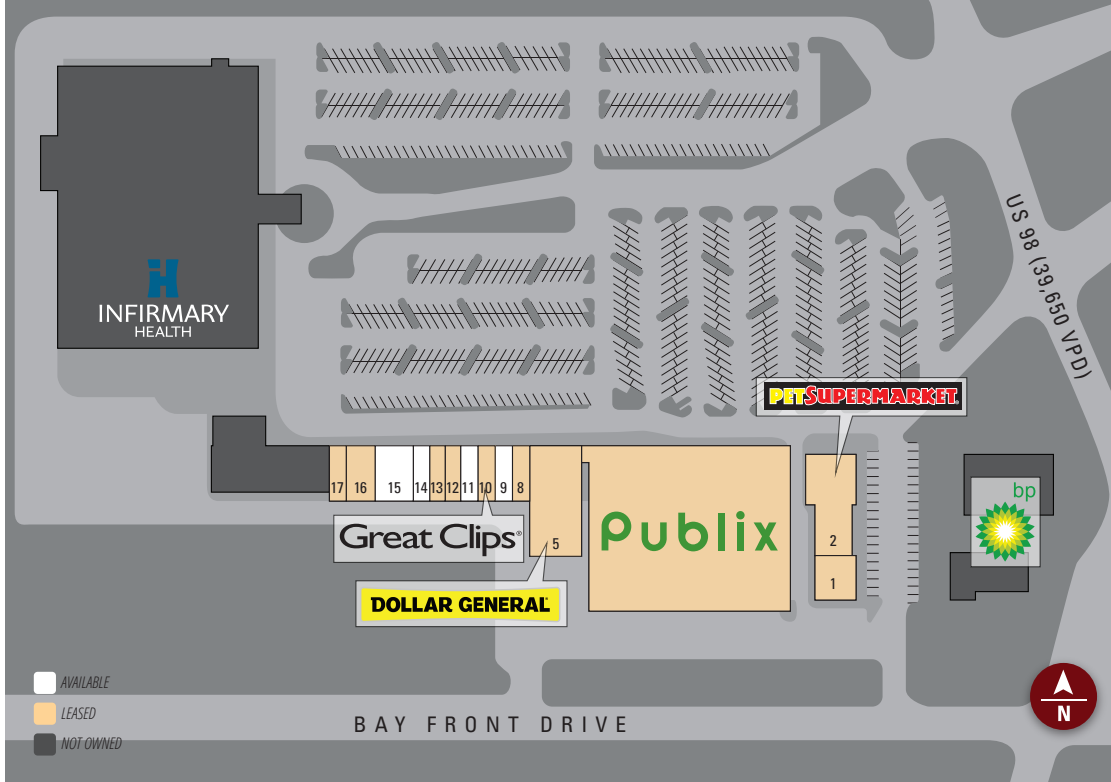 INFIRMARY
HEALTH
US 98 (39,650 VPD)
PETSUPERMARKET
17 16 15 14 13 12 11 10 9 8
Great Clips®
5
Publix
2
1
bp
DOLLAR GENERAL
AVAILABLE
LEASED
NOT OWNED
BAY FRONT DRIVE
N